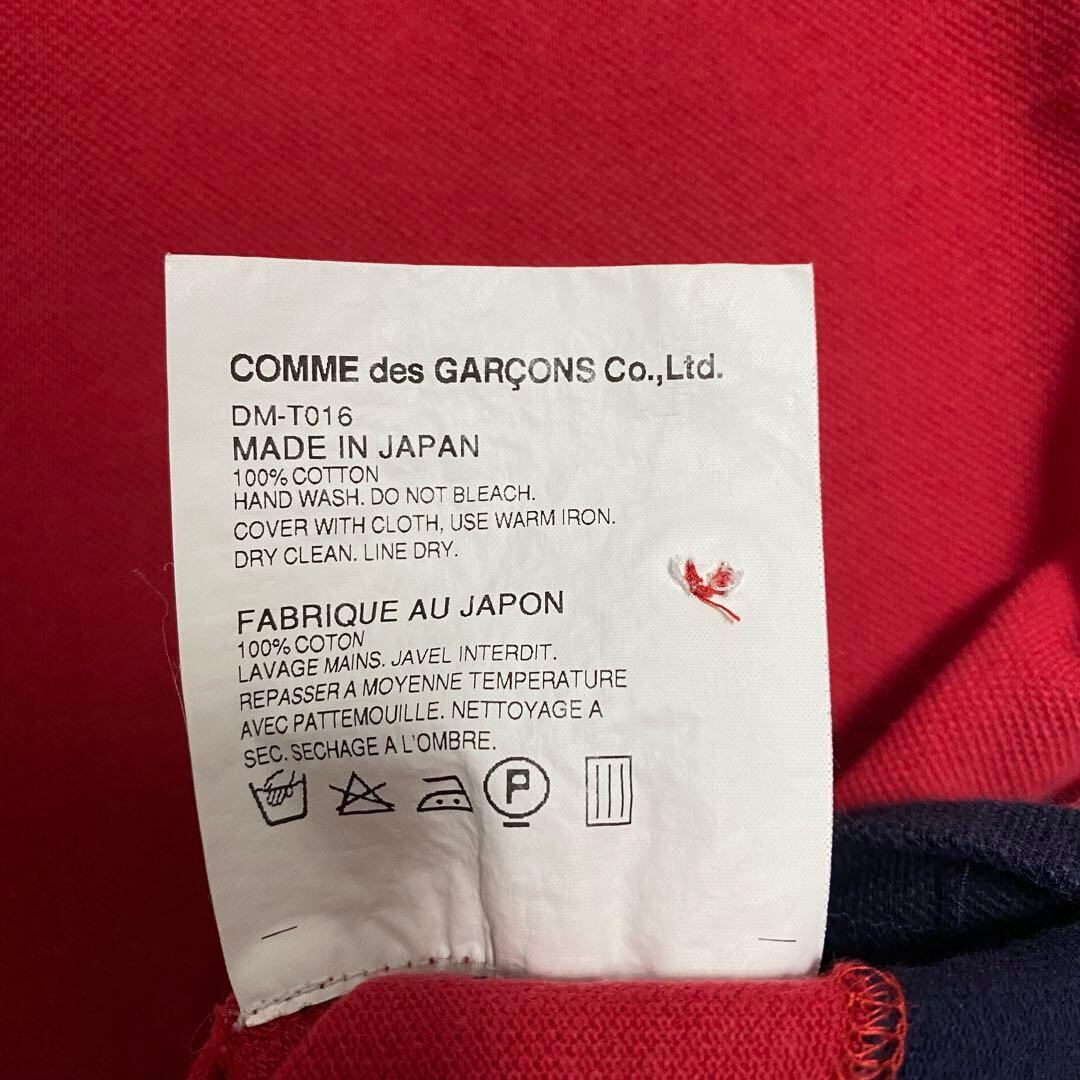 COMME des GARÇONS Co.,Ltd.
DM-T016
MADE IN JAPAN
100% COTTON
HAND WASH. DO NOT BLEACH.
COVER WITH CLOTH, USE WARM IRON.
DRY CLEAN. LINE DRY.
FABRIQUE AU JAPON
100% COTON
LAVAGE MAINS. JAVEL INTERDIT.
REPASSER A MOYENNE TEMPERATURE
AVEC PATTEMOUILLE. NETTOYAGE A
SEC. SECHAGE A L'OMBRE.
P